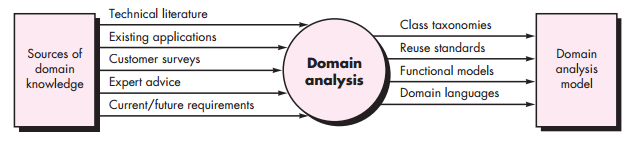 Sources of
domain
knowledge
Technical literature
Existing applications
Customer surveys
Expert advice
Current/future requirements
Domain
analysis
Class taxonomies
Reuse standards
Functional models
Domain languages
Domain
analysis
model